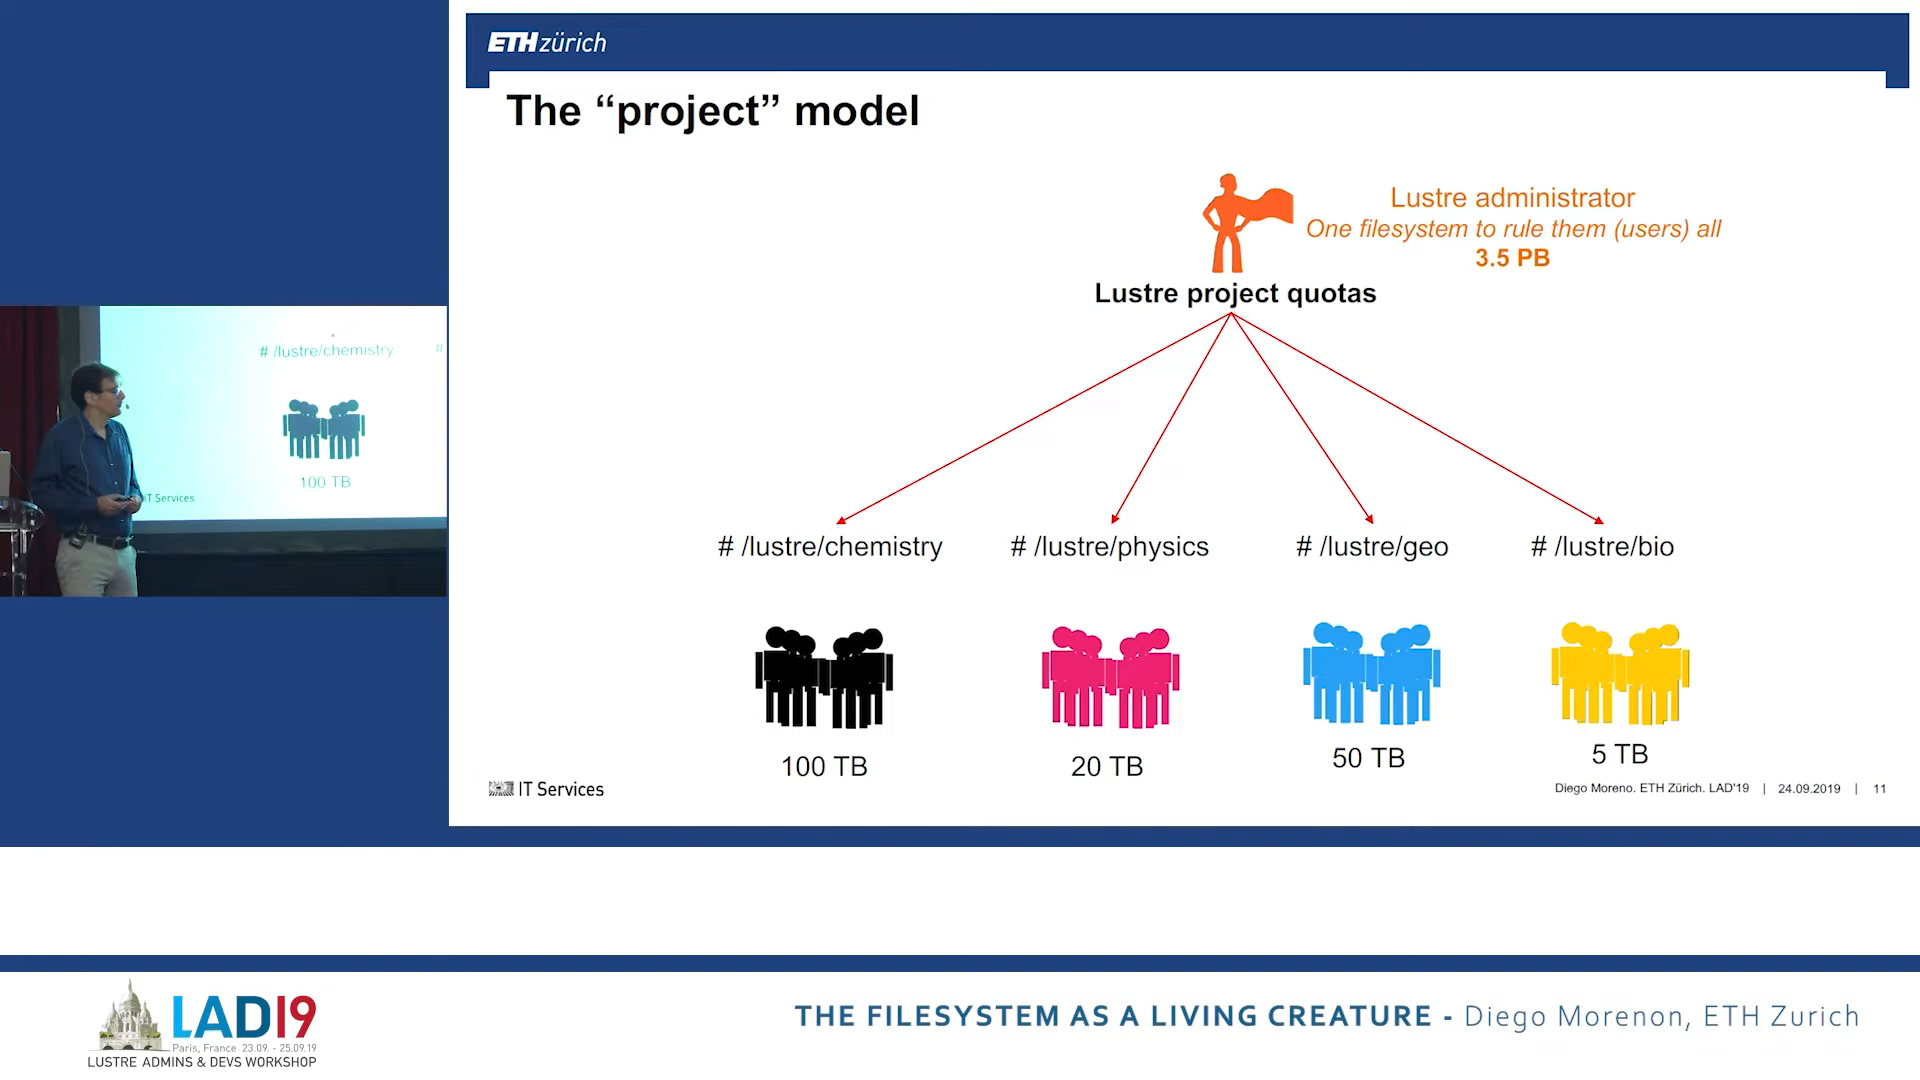 ETH zürich
The “project” model
Lustre administrator
One filesystem to rule them (users) all
3.5 PB
Lustre project quotas
# /lustre/chemistry
# /lustre/physics
# /lustre/geo
# /lustre/bio
100 TB
20 TB
50 TB
5 TB
IT Services
Diego Moreno. ETH Zürich. LAD'19 | 24.09.2019 | 11
# /lustre/chemistry
#
100 TB
IT Services
LAD19
Paris, France 23.09. - 25.09.19
LUSTRE ADMINS & DEVS WORKSHOP
THE FILESYSTEM AS A LIVING CREATURE - Diego Morenon, ETH Zurich